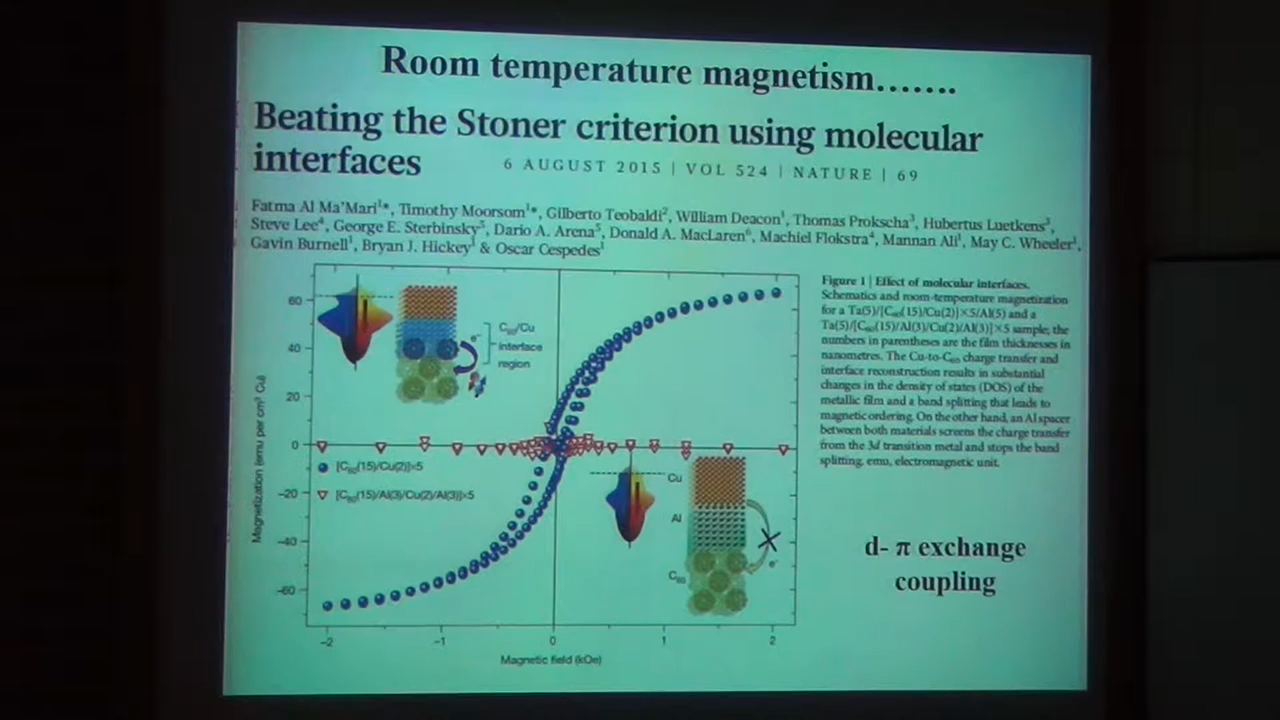 Room temperature magnetism.......
Beating the Stoner criterion using molecular
interfaces
6 AUGUST 2015 | VOL 524 | NATURE | 69
Fatma Al Ma'Mari¹*, Timothy Moorsom¹*, Gilberto Teobaldi², William Deacon¹, Thomas Prokscha³, Hubertus Luetkens³,
Steve Lee⁴, George E. Sterbinsky⁵, Dario A. Arena⁵, Donald A. MacLaren⁶, Machiel Flokstra⁴, Mannan Ali¹, May C. Wheeler¹,
Gavin Burnell¹, Bryan J. Hickey¹ & Oscar Cespedes¹
60
40
20
0
-20
-40
-60
Magnetization (emu per cm³ Cu)
e⁻
C₆₀/Cu
interface
region
[C₆₀(15)/Cu(2)]×5
[C₆₀(15)/Al(3)/Cu(2)/Al(3)]×5
Cu
Al
C₆₀
e⁻
-2
-1
0
1
2
Magnetic field (kOe)
Figure 1 | Effect of molecular interfaces.
Schematics and room-temperature magnetization
for a Ta(5)/[C₆₀(15)/Cu(2)]×5/Al(5) and a
Ta(5)/[C₆₀(15)/Al(3)/Cu(2)/Al(3)]×5 sample; the
numbers in parentheses are the film thicknesses in
nanometres. The Cu-to-C₆₀ charge transfer and
interface reconstruction results in substantial
changes in the density of states (DOS) of the
metallic film and a band splitting that leads to
magnetic ordering. On the other hand, an Al spacer
between both materials screens the charge transfer
from the 3d transition metal and stops the band
splitting. emu, electromagnetic unit.
d- π exchange
coupling